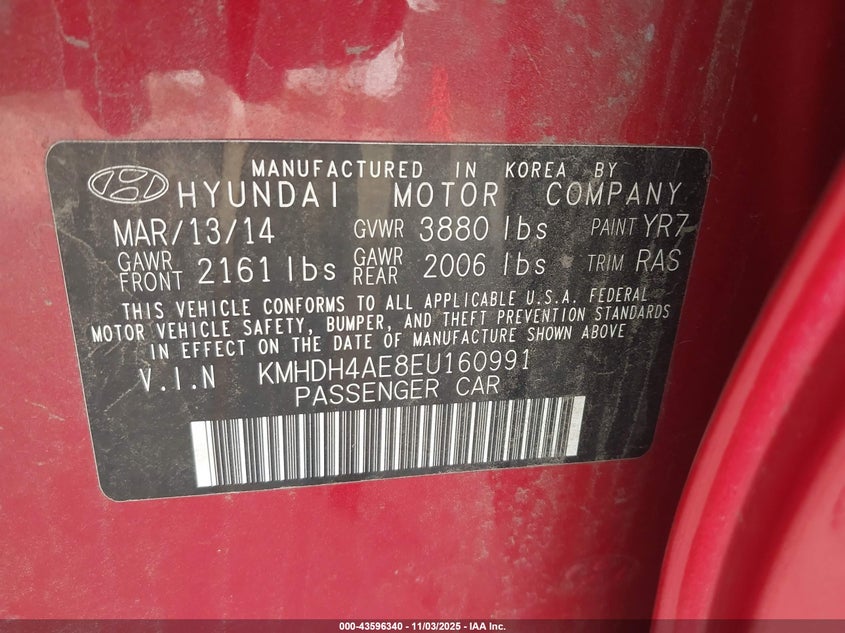 MANUFACTURED IN KOREA BY
HYUNDAI MOTOR COMPANY
MAR/13/14 GVWR 3880 lbs PAINT YR7
GAWR FRONT 2161 lbs GAWR REAR 2006 lbs TRIM RAS
THIS VEHICLE CONFORMS TO ALL APPLICABLE U.S.A. FEDERAL
MOTOR VEHICLE SAFETY, BUMPER, AND THEFT PREVENTION STANDARDS
IN EFFECT ON THE DATE OF MANUFACTURE SHOWN ABOVE
V.I.N KMHDH4AE8EU160991
PASSENGER CAR
000-43596340 - 11/03/2025 - IAA Inc.